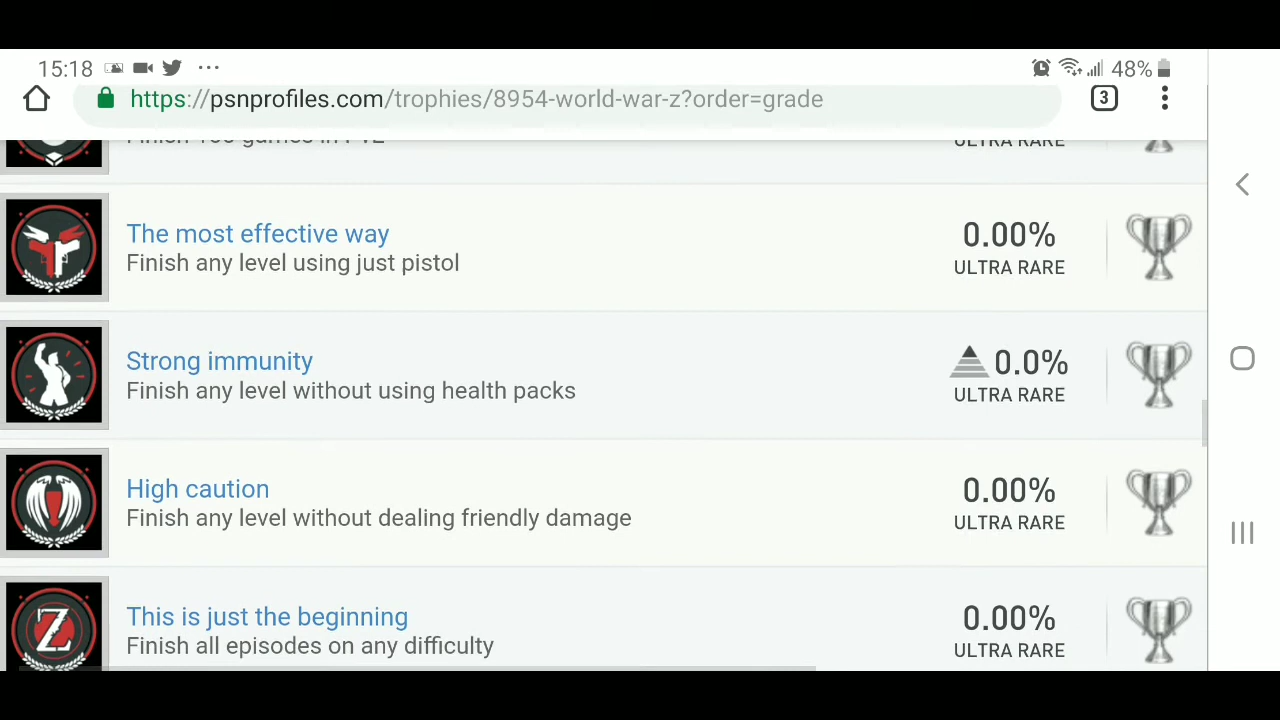 15:18 ... 48%
https://psnprofiles.com/trophies/8954-world-war-z?order=grade 3
ULTRA RARE
The most effective way
Finish any level using just pistol
0.00%
ULTRA RARE
Strong immunity
Finish any level without using health packs
0.0%
ULTRA RARE
High caution
Finish any level without dealing friendly damage
0.00%
ULTRA RARE
This is just the beginning
Finish all episodes on any difficulty
0.00%
ULTRA RARE